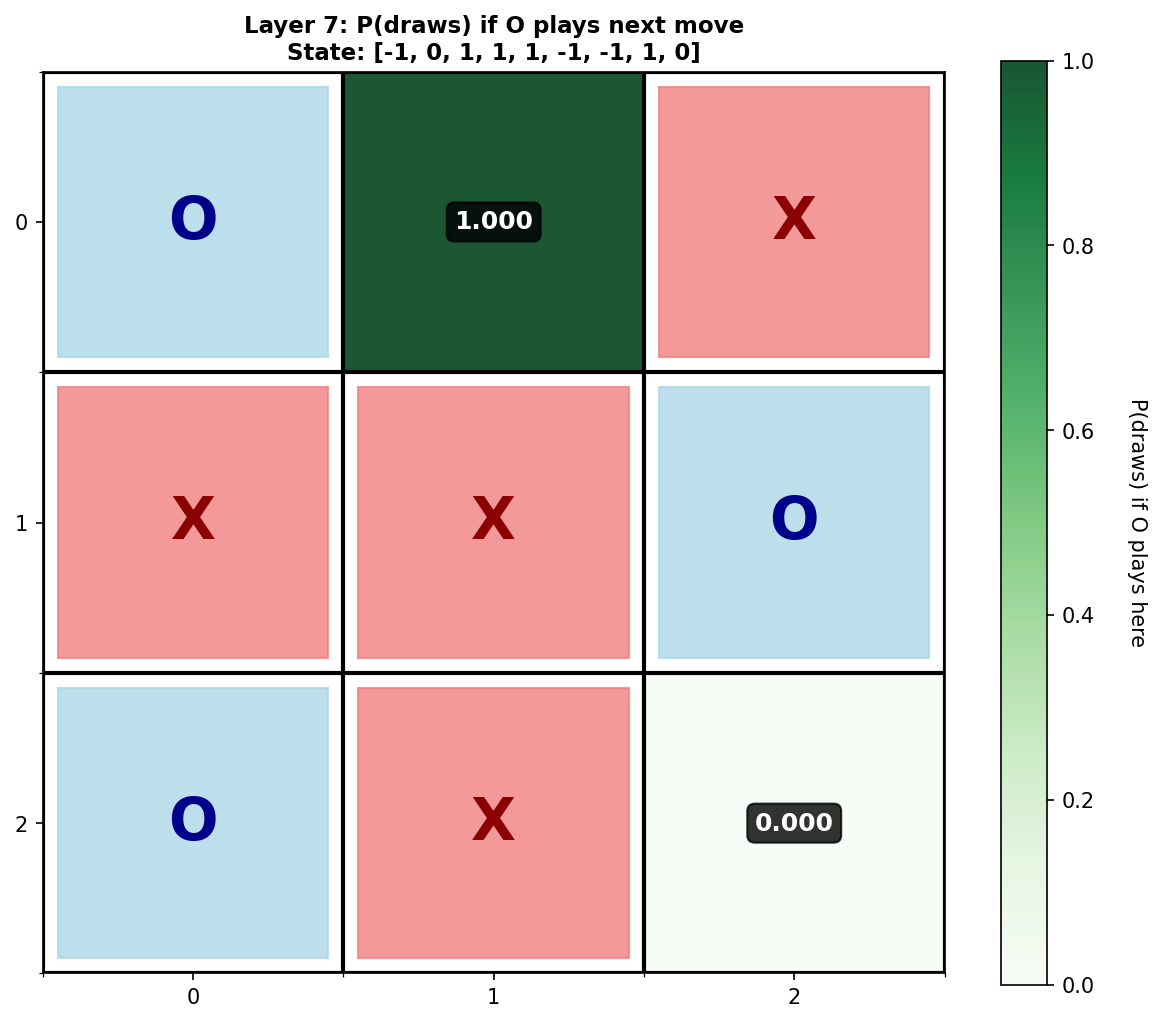 Layer 7: P(draws) if O plays next move
State: [-1, 0, 1, 1, 1, -1, -1, 1, 0]
1.0
0.8
0.6
0.4
0.2
0.0
P(draws) if O plays here
0
O
1.000
X
1
X
X
O
2
O
X
0.000
0
1
2